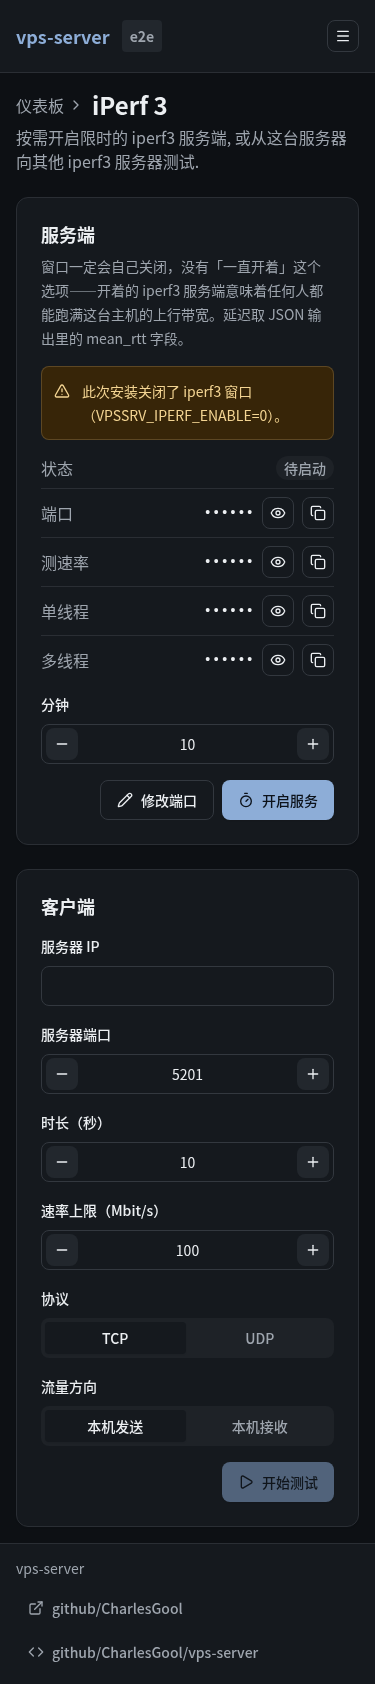 vps-server e2e
仪表板 > iPerf 3
按需开启限时的 iperf3 服务端, 或从这台服务器
向其他 iperf3 服务器测试.
服务端
窗口一定会自己关闭，没有「一直开着」这个
选项——开着的 iperf3 服务端意味着任何人都
能跑满这台主机的上行带宽。延迟取 JSON 输
出里的 mean_rtt 字段。
此次安装关闭了 iperf3 窗口
（VPSSRV_IPERF_ENABLE=0）。
状态 待启动
端口 ••••••
测速率 ••••••
单线程 ••••••
多线程 ••••••
分钟
10
修改端口 开启服务
客户端
服务器 IP
服务器端口
5201
时长（秒）
10
速率上限（Mbit/s）
100
协议
TCP UDP
流量方向
本机发送 本机接收
开始测试
vps-server
github/CharlesGool
github/CharlesGool/vps-server